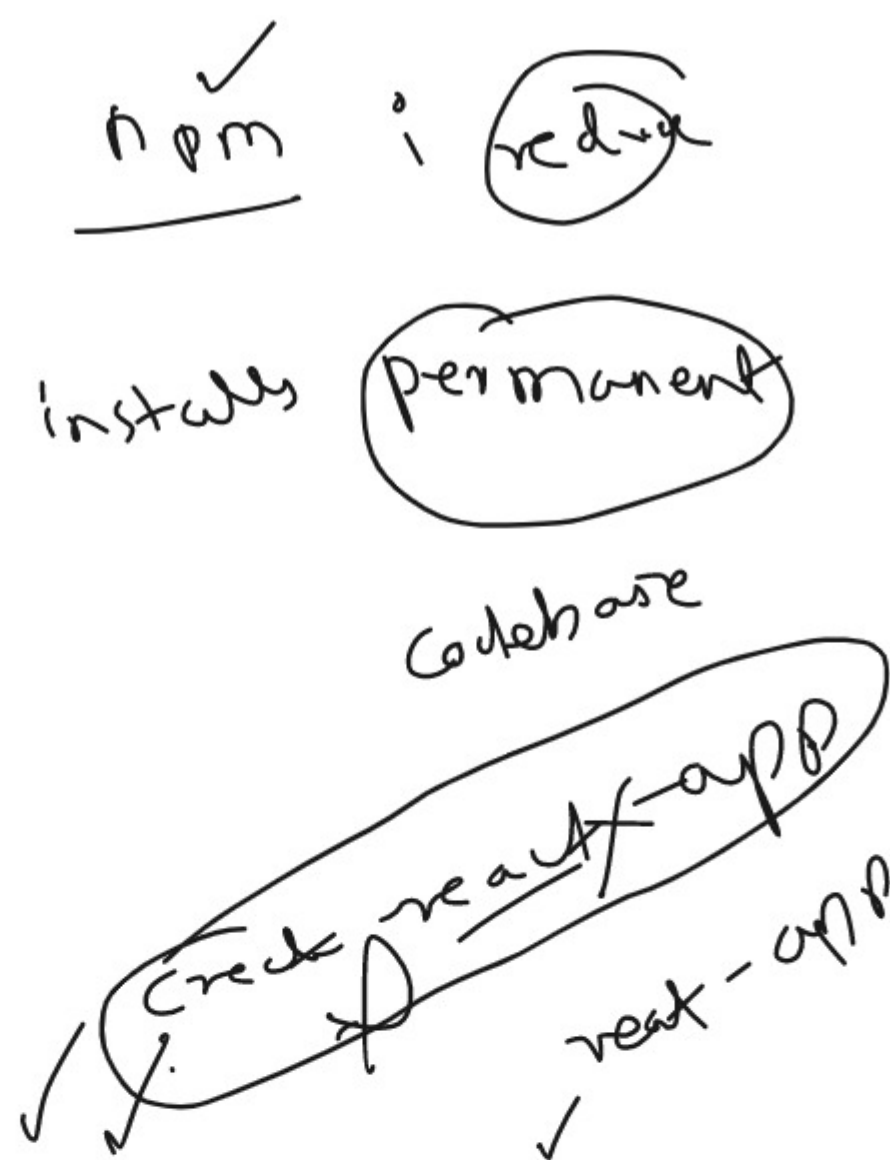 npm i redux
installs permanent
codebase
create-react-app
react-app